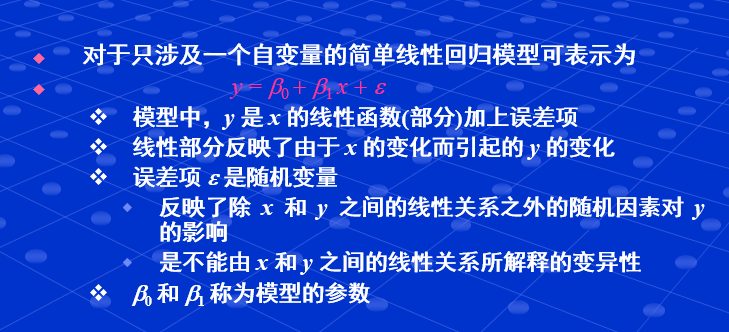 对于只涉及一个自变量的简单线性回归模型可表示为
y = β₀ + β₁ x + ε
模型中，y 是 x 的线性函数(部分)加上误差项
线性部分反映了由于 x 的变化而引起的 y 的变化
误差项 ε 是随机变量
反映了除 x 和 y 之间的线性关系之外的随机因素对 y
的影响
是不能由 x 和 y 之间的线性关系所解释的变异性
β₀ 和 β₁ 称为模型的参数